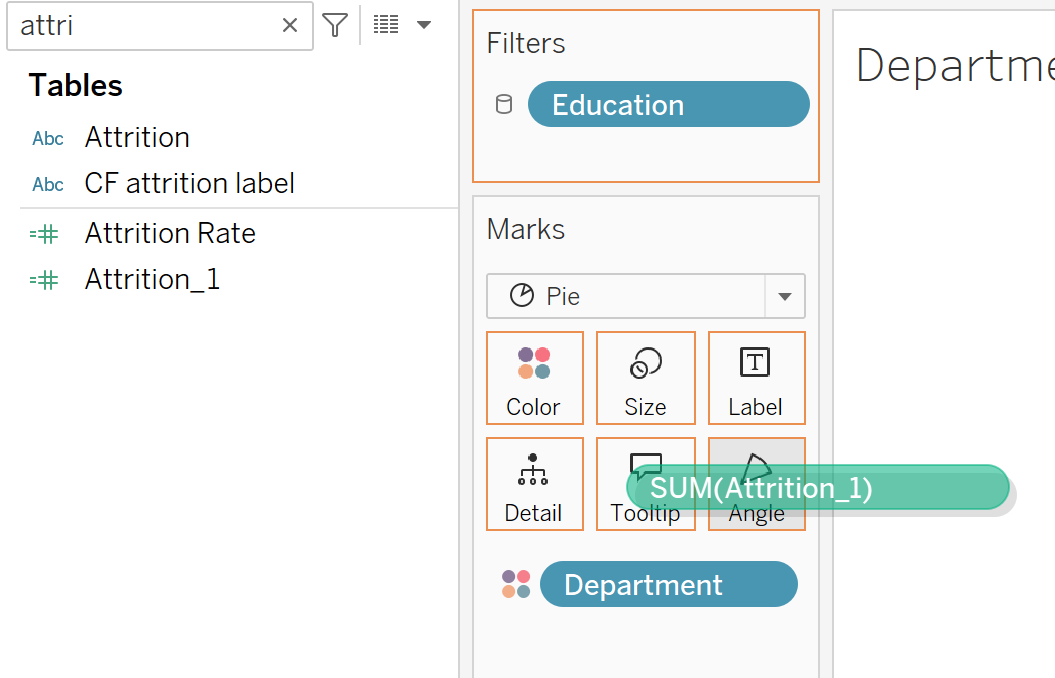 attri
Tables
Abc Attrition
Abc CF attrition label
Attrition Rate
Attrition_1
Filters
Education
Marks
Pie
Color Size Label
SUM(Attrition_1)
Detail Tooltip Angle
Department